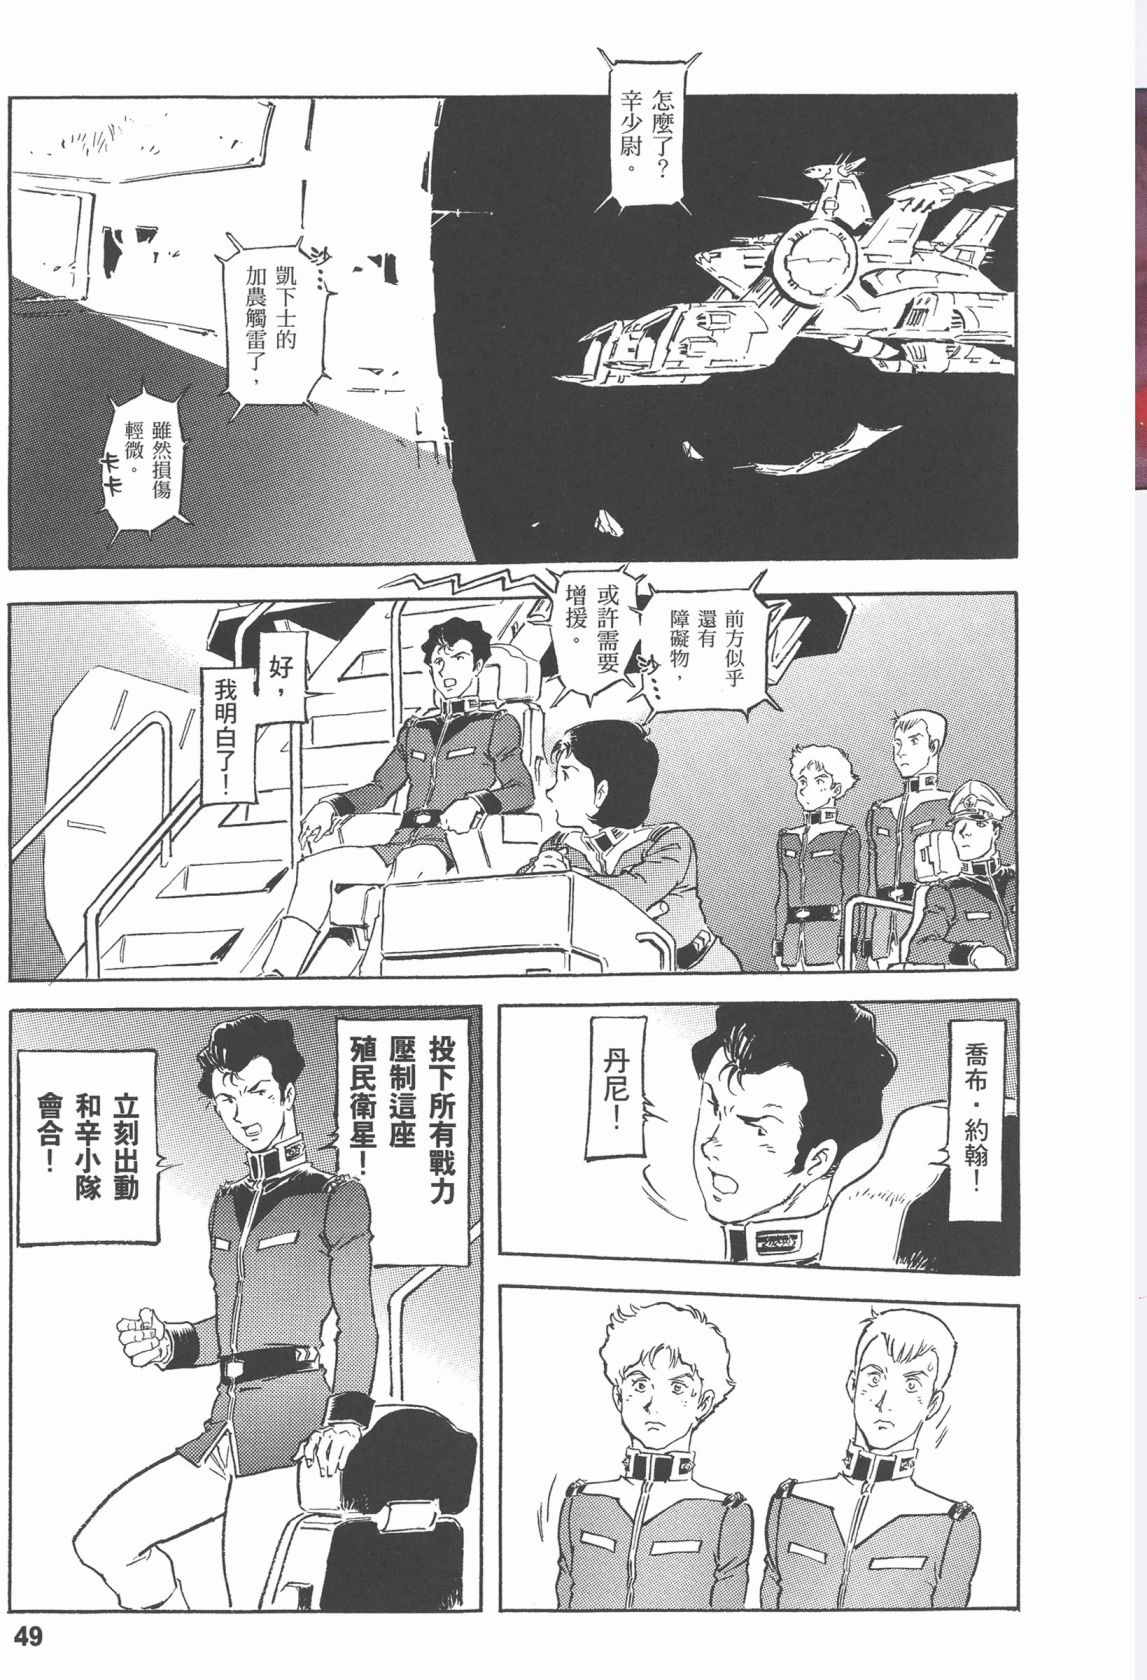 怎麼了？
辛少尉。
沙…
凱下士的
加農觸雷了，
雖然損傷
輕微。
卡卡
前方似乎
還有
障礙物，
沙…
或許需要
增援。
好，
我明白了！
喬布·約翰！
丹尼！
投下所有戰力
壓制這座
殖民衛星！
立刻出動
和辛小隊
會合！
49